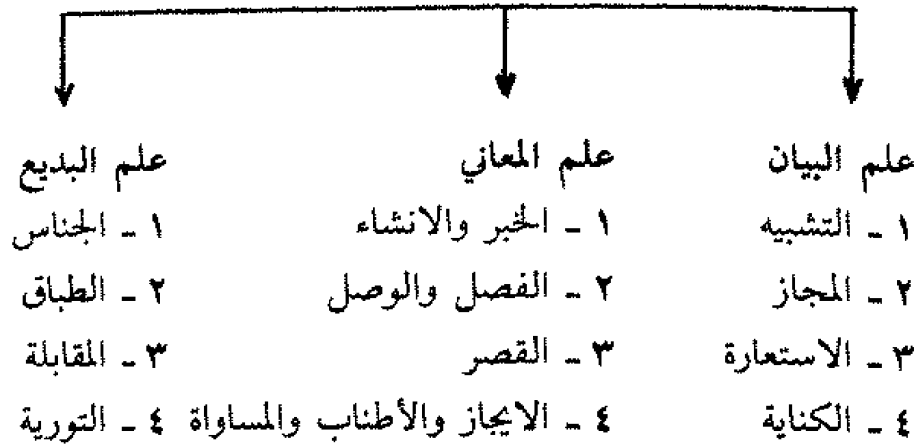 علم البيان علم المعاني علم البديع
١ ـ التشبيه ١ ـ الخبر والانشاء ١ ـ الجناس
٢ ـ المجاز ٢ ـ الفصل والوصل ٢ ـ الطباق
٣ ـ الاستعارة ٣ ـ القصر ٣ ـ المقابلة
٤ ـ الكناية ٤ ـ الايجاز والأطناب والمساواة ٤ ـ التورية